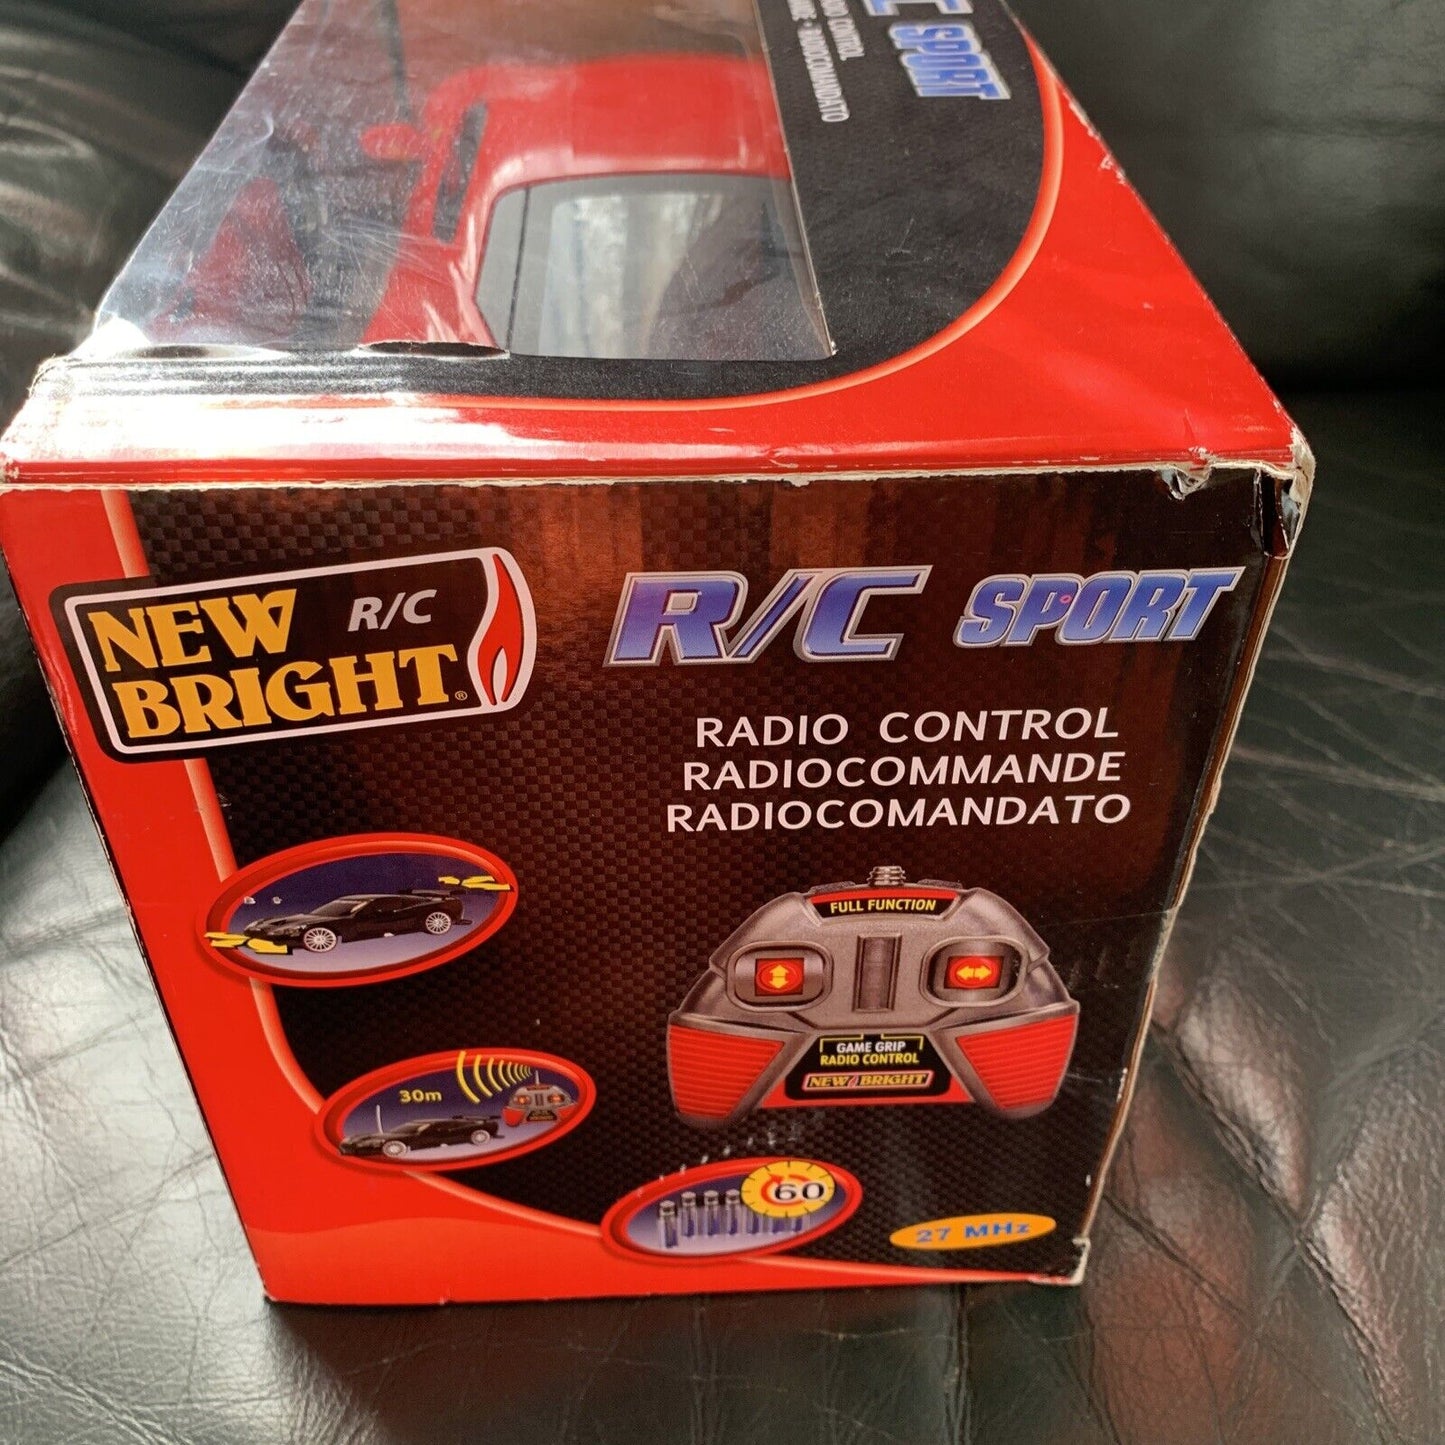 SPORT
RADIOCOMANDATO
NEW R/C
BRIGHT®
R/C SPORT
RADIO CONTROL
RADIOCOMMANDE
RADIOCOMANDATO
FULL FUNCTION
GAME GRIP
RADIO CONTROL
NEW BRIGHT
30m
60
27 MHz